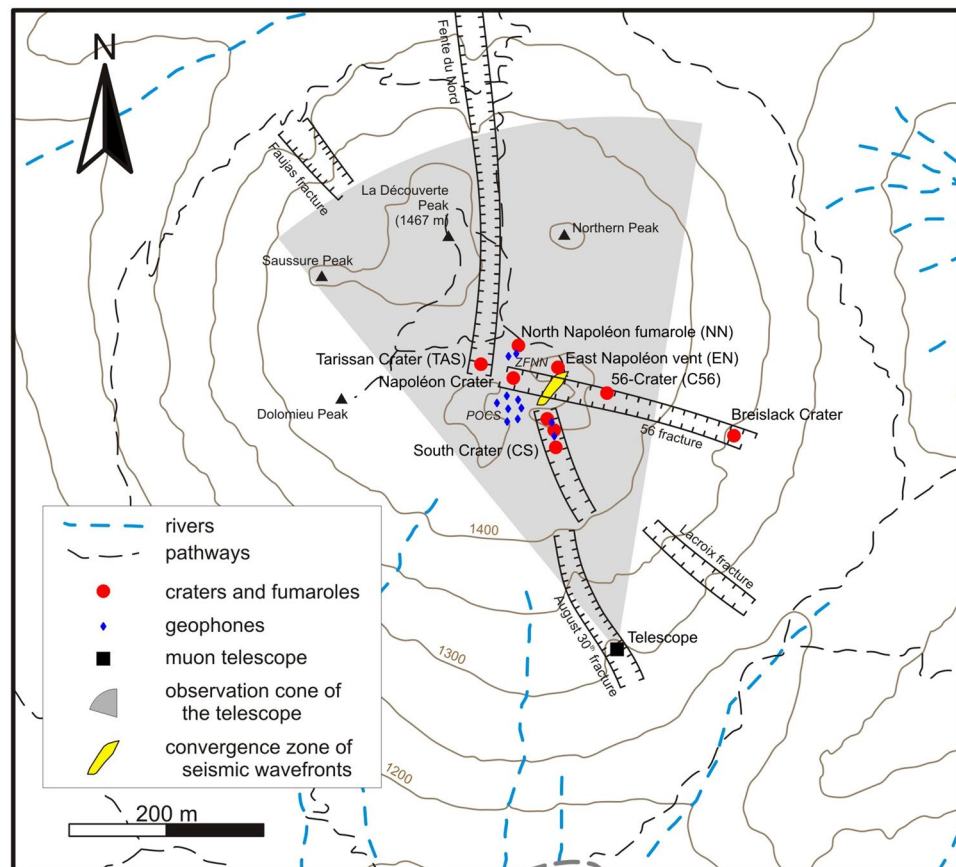 N
Fente du Nord
Faujas fracture
La Découverte
Peak
(1467 m)
Northern Peak
Saussure Peak
North Napoléon fumarole (NN)
ZFNN
Tarissan Crater (TAS)
East Napoléon vent (EN)
Napoléon Crater
56-Crater (C56)
Dolomieu Peak
POCS
Breislack Crater
56 fracture
South Crater (CS)
1400
Lacroix fracture
August 30th fracture
Telescope
1300
1200
rivers
pathways
craters and fumaroles
geophones
muon telescope
observation cone of
the telescope
convergence zone of
seismic wavefronts
200 m